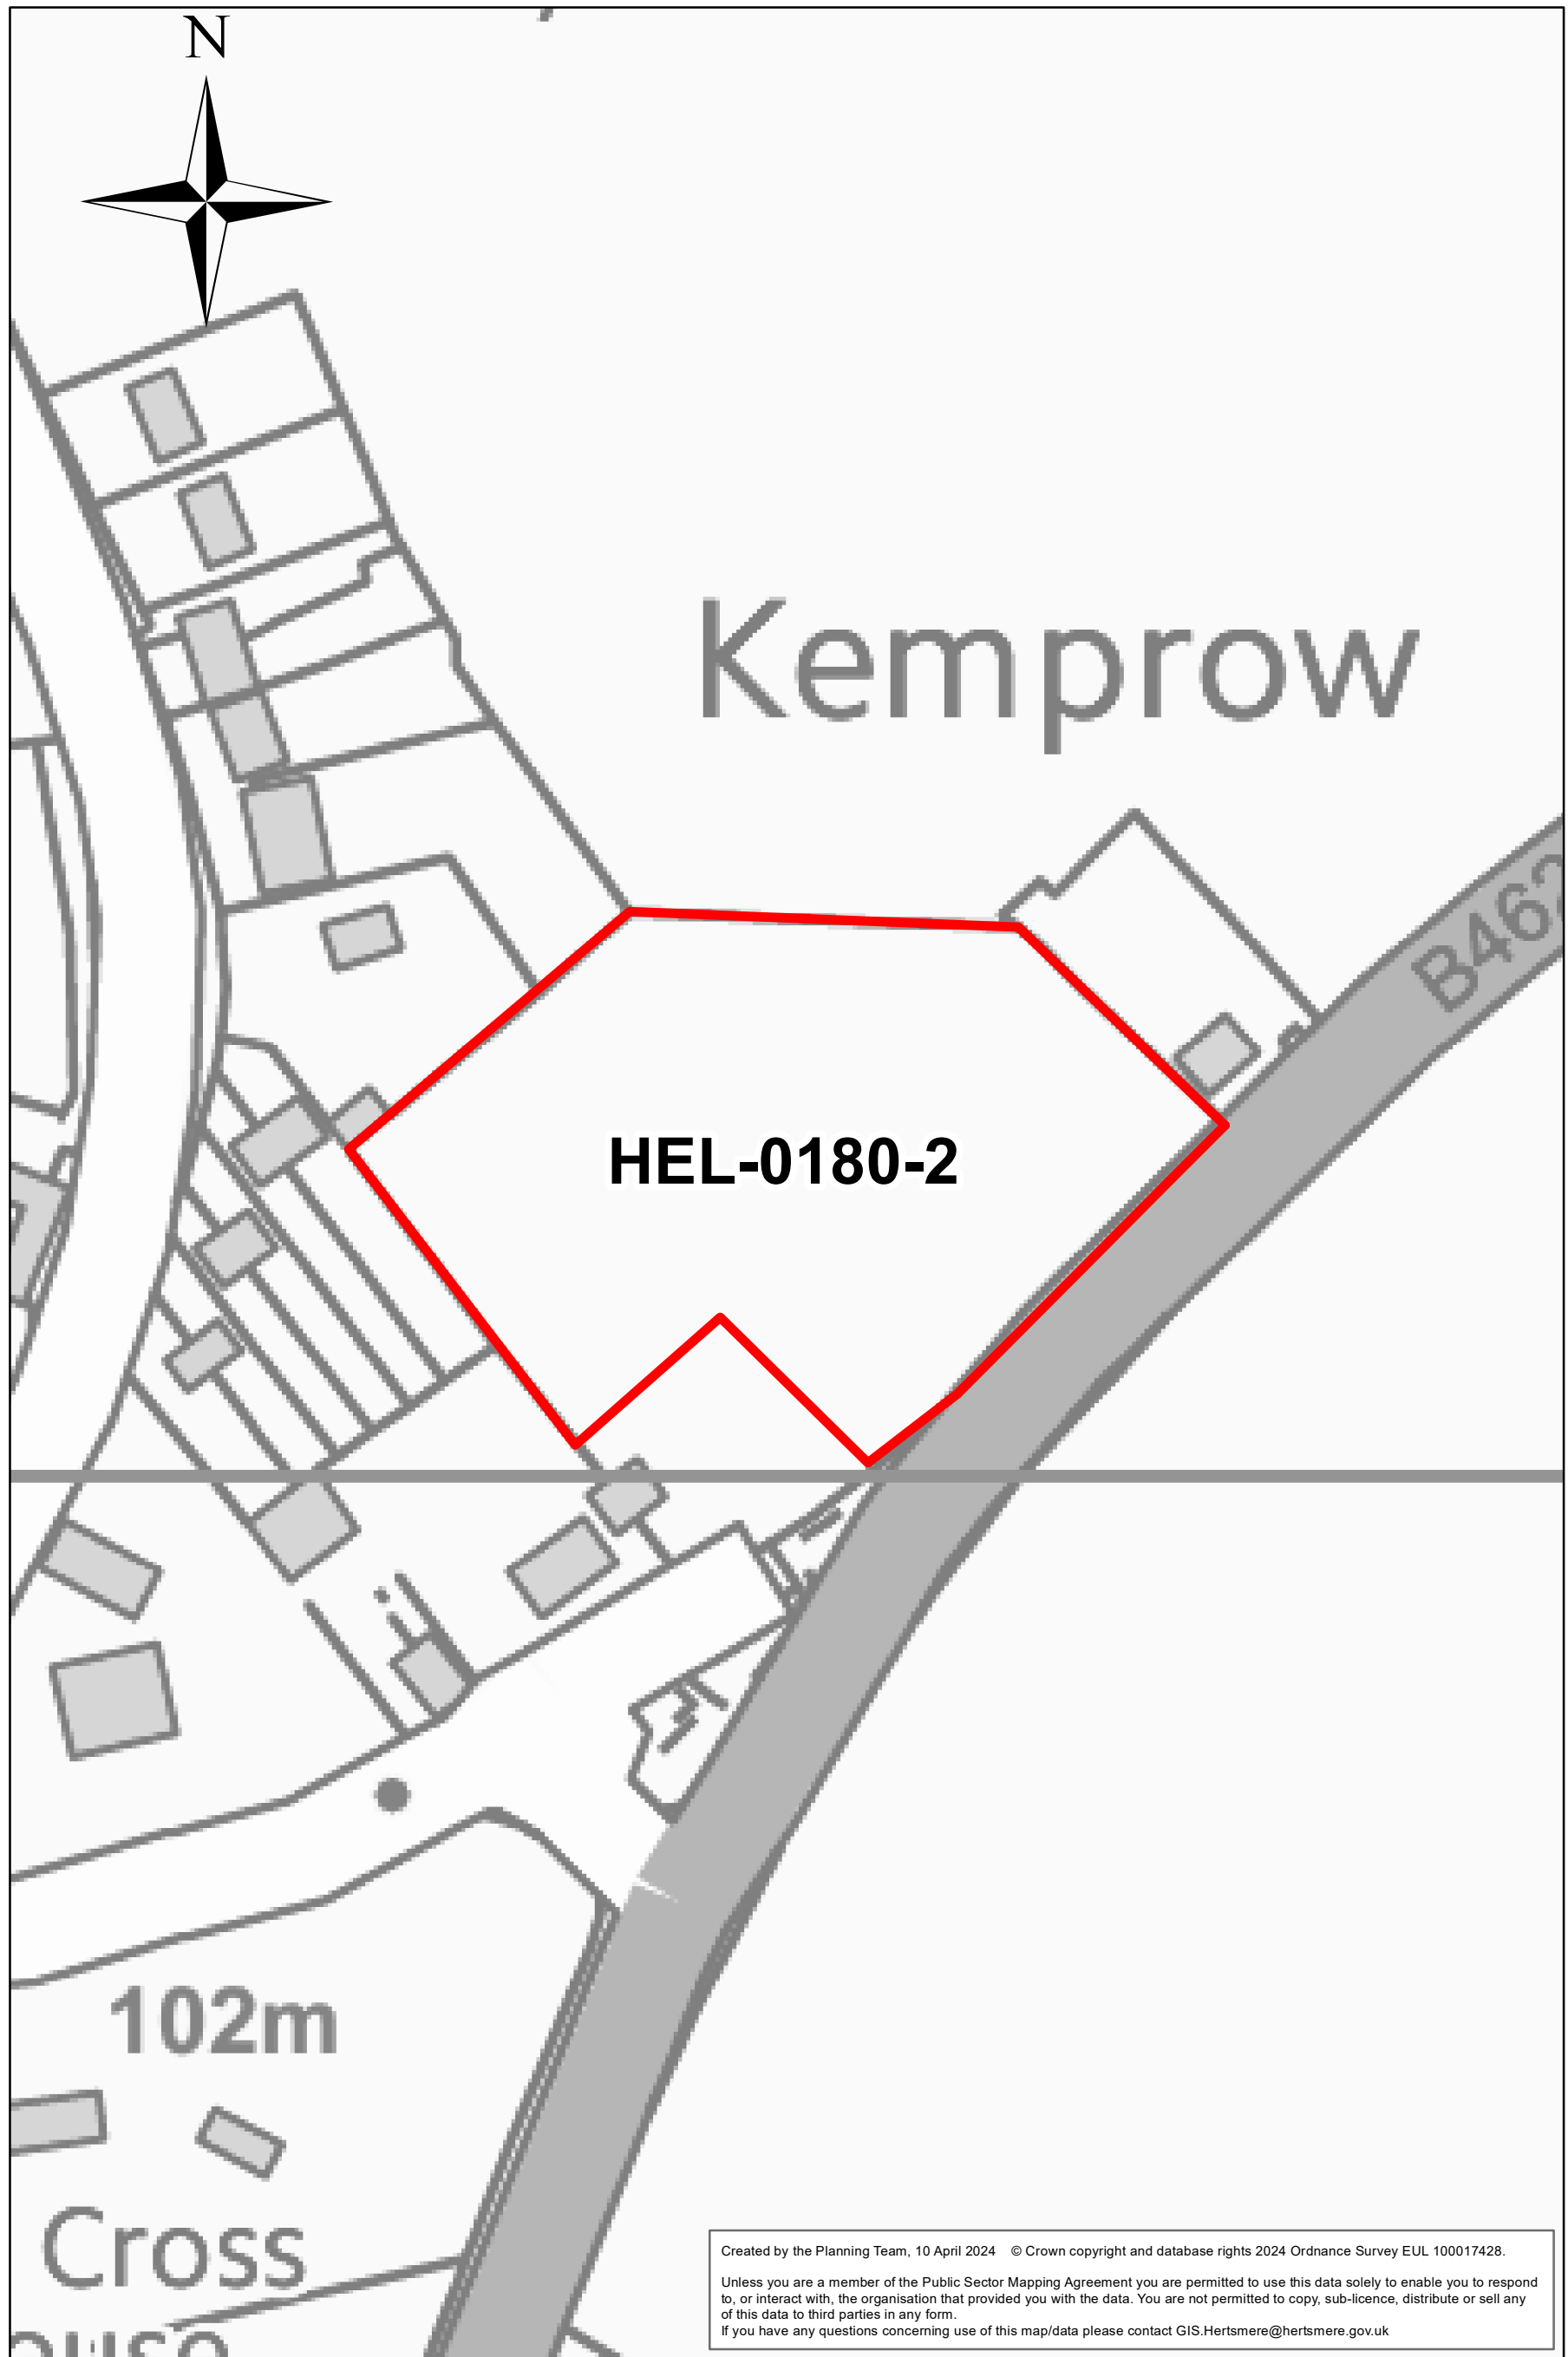 N
Kemprow
HEL-0180-2
102m
Cross
Created by the Planning Team, 10 April 2024 © Crown copyright and database rights 2024 Ordnance Survey EUL 100017428.
Unless you are a member of the Public Sector Mapping Agreement you are permitted to use this data solely to enable you to respond
to, or interact with, the organisation that provided you with the data. You are not permitted to copy, sub-licence, distribute or sell any
of this data to third parties in any form.
If you have any questions concerning use of this map/data please contact GIS.Hertsmere@hertsmere.gov.uk